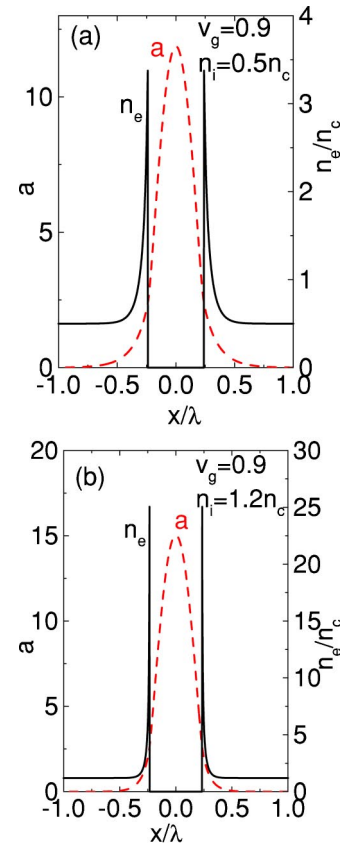 (a)
v_g=0.9
n_i=0.5n_c
a
n_e
a
n_e/n_c
10
5
0
4
3
2
1
0
-1.0 -0.5 0.0 0.5 1.0
x/λ
(b)
v_g=0.9
n_i=1.2n_c
a
n_e
a
n_e/n_c
20
15
10
5
0
30
25
20
15
10
5
0
-1.0 -0.5 0.0 0.5 1.0
x/λ